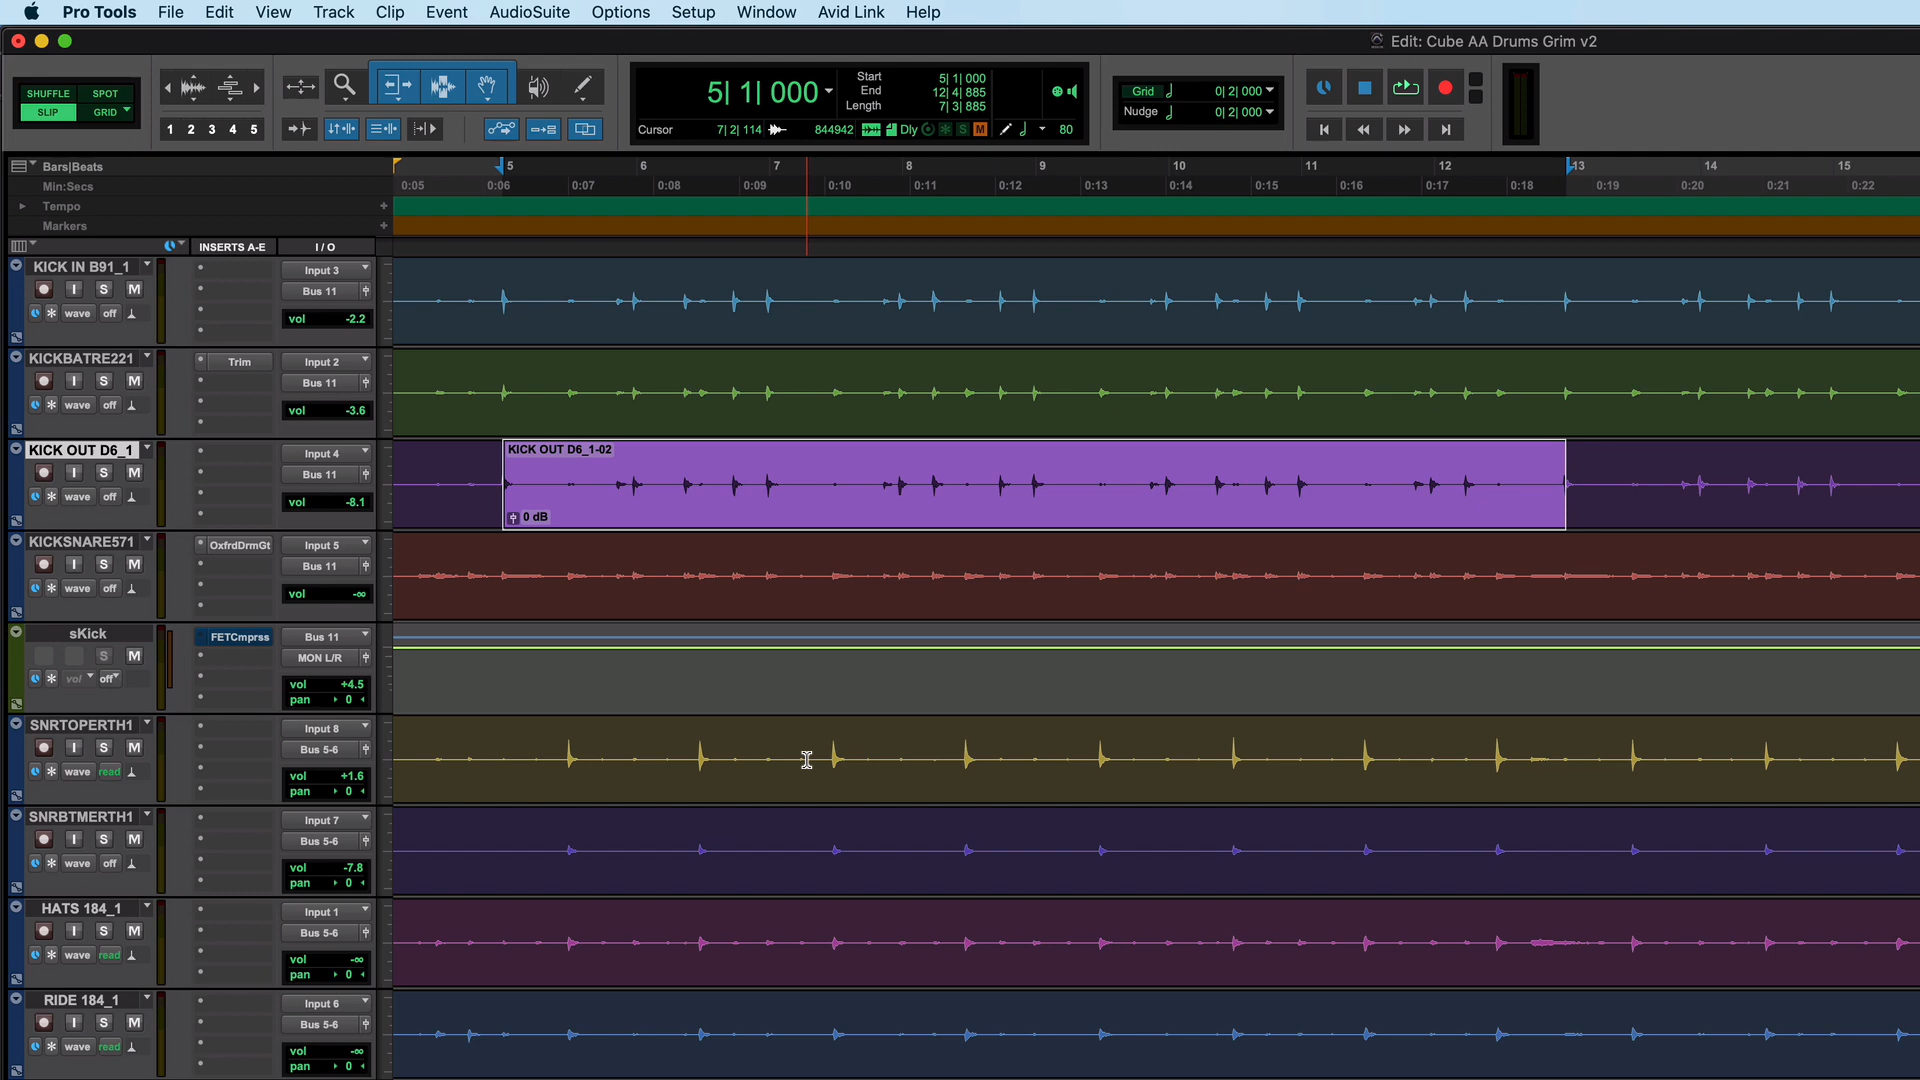 Pro Tools File Edit View Track Clip Event AudioSuite Options Setup Window Avid Link Help
Edit: Cube AA Drums Grim v2
SHUFFLE SPOT
SLIP GRID
1 2 3 4 5
5| 1| 000
Start 5| 1| 000
End 12| 4| 885
Length 7| 3| 885
Cursor 7| 2| 114 844942 Dly S M 80
Grid 0| 2| 000
Nudge 0| 2| 000
Bars|Beats 5 6 7 8 9 10 11 12 13 14 15
Min:Secs 0:05 0:06 0:07 0:08 0:09 0:10 0:11 0:12 0:13 0:14 0:15 0:16 0:17 0:18 0:19 0:20 0:21 0:22
Tempo
Markers
INSERTS A-E I / O
KICK IN B91_1 Input 3
I S M Bus 11
wave off vol -2.2
KICKBATRE221 Trim Input 2
I S M Bus 11
wave off vol -3.6
KICK OUT D6_1 Input 4 KICK OUT D6_1-02
I S M Bus 11
wave off vol -8.1 0 dB
KICKSNARE571 OxfrdDrmGt Input 5
I S M Bus 11
wave off vol -∞
sKick FETCmprss Bus 11
S M MON L/R
vol off vol +4.5
pan 0
SNRTOPERTH1 Input 8
I S M Bus 5-6
wave read vol +1.6
pan 0
SNRBTMERTH1 Input 7
I S M Bus 5-6
wave off vol -7.8
pan 0
HATS 184_1 Input 1
I S M Bus 5-6
wave read vol -∞
pan 0
RIDE 184_1 Input 6
I S M Bus 5-6
wave read vol -∞
pan 0